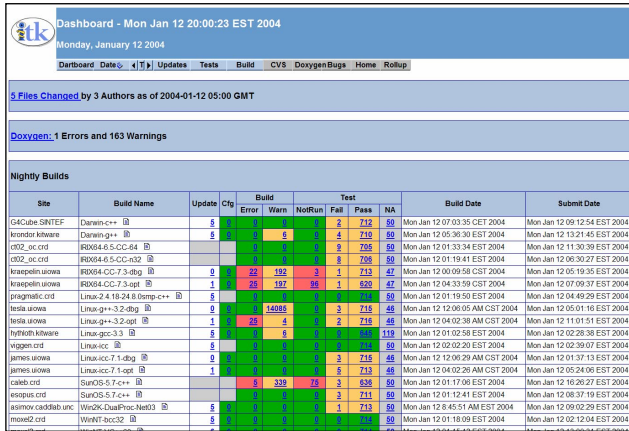 itk
Dashboard - Mon Jan 12 20:00:23 EST 2004
Monday, January 12 2004
Dartboard Date T Updates Tests Build CVS Doxygen Bugs Home Rollup
5 Files Changed by 3 Authors as of 2004-01-12 05:00 GMT
Doxygen: 1 Errors and 163 Warnings
Nightly Builds
Site Build Name Update Cfg Build Test Build Date Submit Date
Error Warn NotRun Fail Pass NA
G4Cube.SINTEF Darwin-c++ 5 0 0 0 0 2 712 50 Mon Jan 12 07:03:35 CET 2004 Mon Jan 12 09:12:54 EST 2004
krondor.kitware Darwin-g++ 5 0 0 6 0 4 710 50 Mon Jan 12 05:36:30 EST 2004 Mon Jan 12 13:21:45 EST 2004
ct02_oc.crd IRIX64-6.5-CC-64 0 0 0 9 705 50 Mon Jan 12 01:33:34 EST 2004 Mon Jan 12 11:30:39 EST 2004
ct02_oc.crd IRIX64-6.5-CC-n32 0 0 0 8 706 50 Mon Jan 12 01:19:41 EST 2004 Mon Jan 12 06:30:27 EST 2004
kraepelin.uiowa IRIX64-CC-7.3-dbg 0 0 22 192 3 1 713 47 Mon Jan 12 00:09:58 CST 2004 Mon Jan 12 05:19:35 EST 2004
kraepelin.uiowa IRIX64-CC-7.3-opt 1 0 25 197 96 1 620 47 Mon Jan 12 04:33:59 CST 2004 Mon Jan 12 07:09:37 EST 2004
pragmatic.crd Linux-2.4.18-24.8.0smp-c++ 5 0 0 0 0 714 50 Mon Jan 12 01:19:50 EST 2004 Mon Jan 12 04:49:29 EST 2004
tesla.uiowa Linux-g++-3.2-dbg 0 0 0 14085 0 3 715 46 Mon Jan 12 12:06:05 AM CST 2004 Mon Jan 12 05:01:16 EST 2004
tesla.uiowa Linux-g++-3.2-opt 1 0 25 4 0 2 716 46 Mon Jan 12 04:02:38 AM CST 2004 Mon Jan 12 11:01:51 EST 2004
hythloth.kitware Linux-gcc-3.3 5 0 0 6 0 0 645 119 Mon Jan 12 01:02:58 EST 2004 Mon Jan 12 02:28:38 EST 2004
viggen.crd Linux-icc 5 0 0 0 0 714 50 Mon Jan 12 02:02:20 EST 2004 Mon Jan 12 02:39:07 EST 2004
james.uiowa Linux-icc-7.1-dbg 0 0 0 0 0 3 715 46 Mon Jan 12 12:06:29 AM CST 2004 Mon Jan 12 01:37:13 EST 2004
james.uiowa Linux-icc-7.1-opt 1 0 0 0 0 5 713 46 Mon Jan 12 04:02:26 AM CST 2004 Mon Jan 12 05:24:06 EST 2004
caleb.crd SunOS-5.7-c++ 5 339 75 3 636 50 Mon Jan 12 01:17:06 EST 2004 Mon Jan 12 16:26:27 EST 2004
esopus.crd SunOS-5.7-c++ 0 0 0 3 711 50 Mon Jan 12 01:12:41 EST 2004 Mon Jan 12 08:37:19 EST 2004
asimov.caddlab.unc Win2K-DualProc-Net03 5 0 0 0 0 1 713 50 Mon Jan 12 8:45:51 AM EST 2004 Mon Jan 12 09:02:29 EST 2004
moxel2.crd WinNT-bcc32 5 0 0 0 0 0 714 50 Mon Jan 12 01:18:09 EST 2004 Mon Jan 12 02:12:04 EST 2004